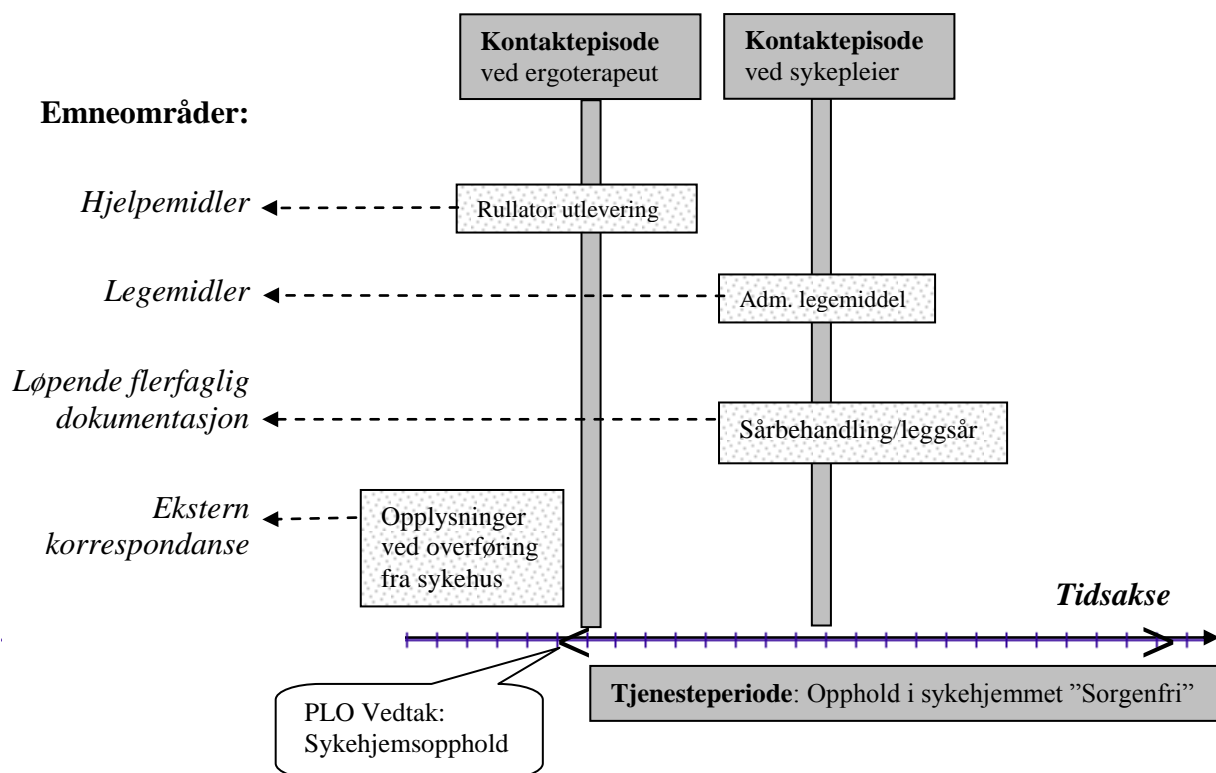 Kontaktepisode
ved ergoterapeut
Kontaktepisode
ved sykepleier
Emneområder:
Hjelpemidler
Rullator utlevering
Legemidler
Adm. legemiddel
Løpende flerfaglig
dokumentasjon
Sårbehandling/leggsår
Ekstern
korrespondanse
Opplysninger
ved overføring
fra sykehus
Tidsakse
Tjenesteperiode: Opphold i sykehjemmet ”Sorgenfri”
PLO Vedtak:
Sykehjemsopphold